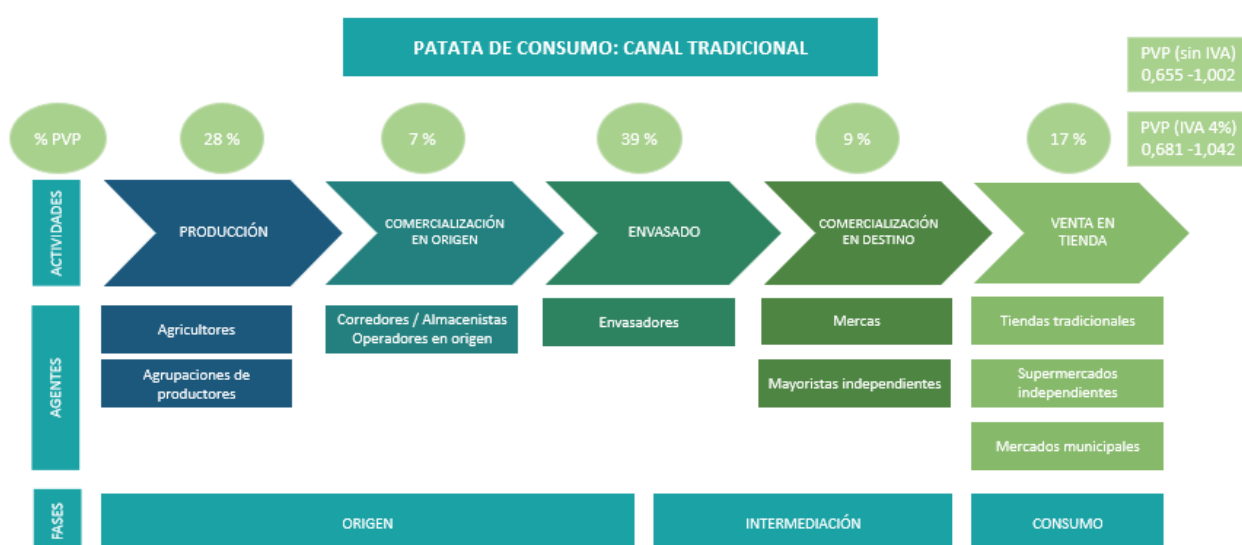 PATATA DE CONSUMO: CANAL TRADICIONAL
PVP (sin IVA)
0,655 -1,002
PVP (IVA 4%)
0,681 -1,042
% PVP
28 %
7 %
39 %
9 %
17 %
ACTIVIDADES
PRODUCCIÓN
COMERCIALIZACIÓN
EN ORIGEN
ENVASADO
COMERCIALIZACIÓN
EN DESTINO
VENTA EN
TIENDA
AGENTES
Agricultores
Agrupaciones de
productores
Corredores / Almacenistas
Operadores en origen
Envasadores
Mercas
Mayoristas independientes
Tiendas tradicionales
Supermercados
independientes
Mercados municipales
FASES
ORIGEN
INTERMEDIACIÓN
CONSUMO